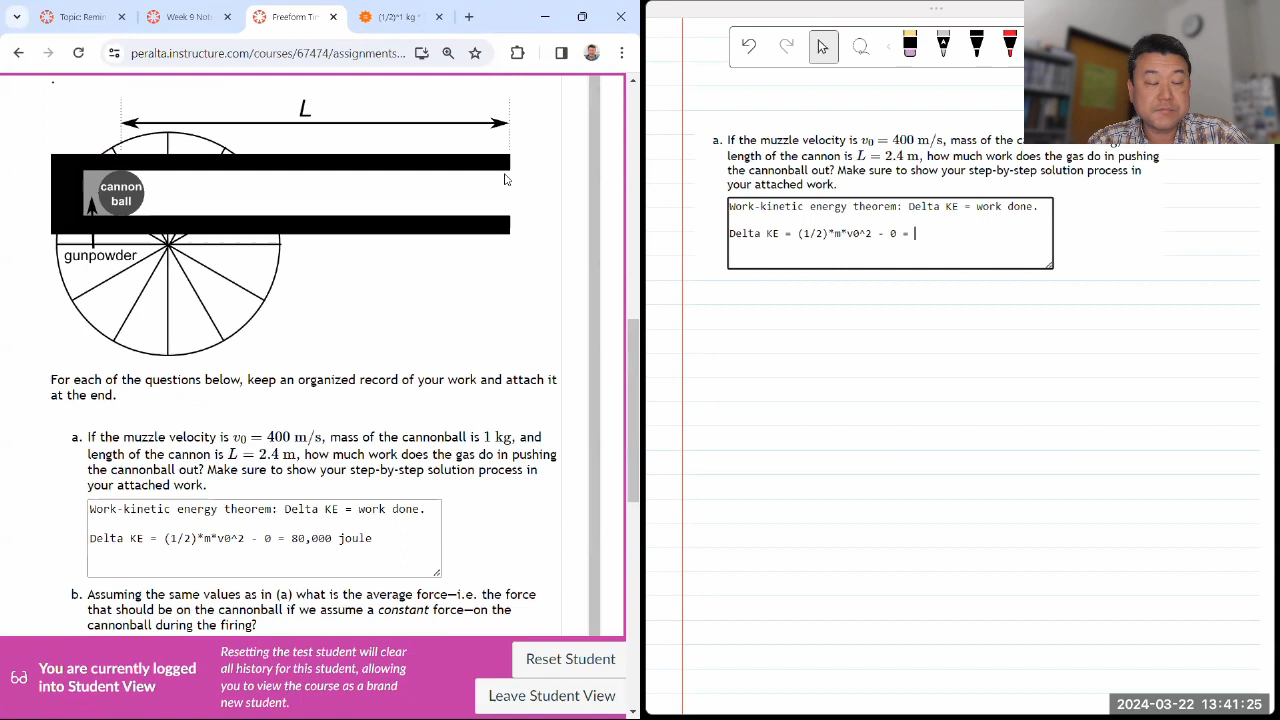 Topic: Remin
Week 9 Not
Freeform Tir
(1/2)*1 kg *
peralta.instructure.com/courses/67474/assignments...
L
cannon
ball
gunpowder
For each of the questions below, keep an organized record of your work and attach it
at the end.
a. If the muzzle velocity is v₀ = 400 m/s, mass of the cannonball is 1 kg, and
length of the cannon is L = 2.4 m, how much work does the gas do in pushing
the cannonball out? Make sure to show your step-by-step solution process in
your attached work.
Work-kinetic energy theorem: Delta KE = work done.
Delta KE = (1/2)*m*v0^2 - 0 = 80,000 joule
b. Assuming the same values as in (a) what is the average force—i.e. the force
that should be on the cannonball if we assume a constant force—on the
cannonball during the firing?
You are currently logged
into Student View
Resetting the test student will clear
all history for this student, allowing
you to view the course as a brand
new student.
Reset Student
Leave Student View
a. If the muzzle velocity is v₀ = 400 m/s, mass of the
length of the cannon is L = 2.4 m, how much work does the gas do in pushing
the cannonball out? Make sure to show your step-by-step solution process in
your attached work.
Work-kinetic energy theorem: Delta KE = work done.
Delta KE = (1/2)*m*v0^2 - 0 =
2024-03-22 13:41:25